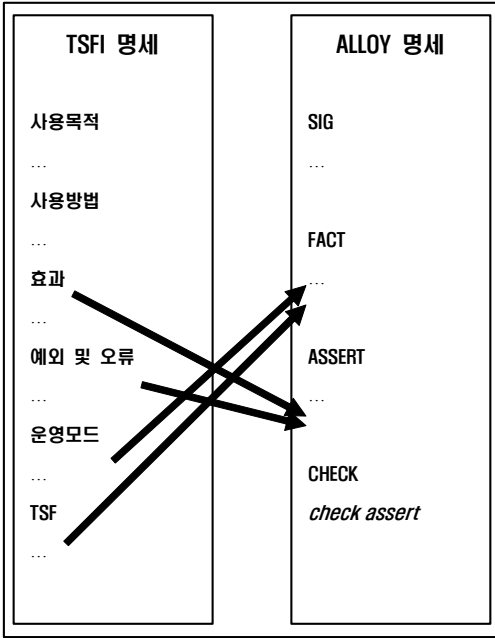 TSFI 명세
사용목적
...
사용방법
...
효과
...
예외 및 오류
...
운영모드
...
TSF
...
ALLOY 명세
SIG
...
FACT
...
ASSERT
...
CHECK
check assert